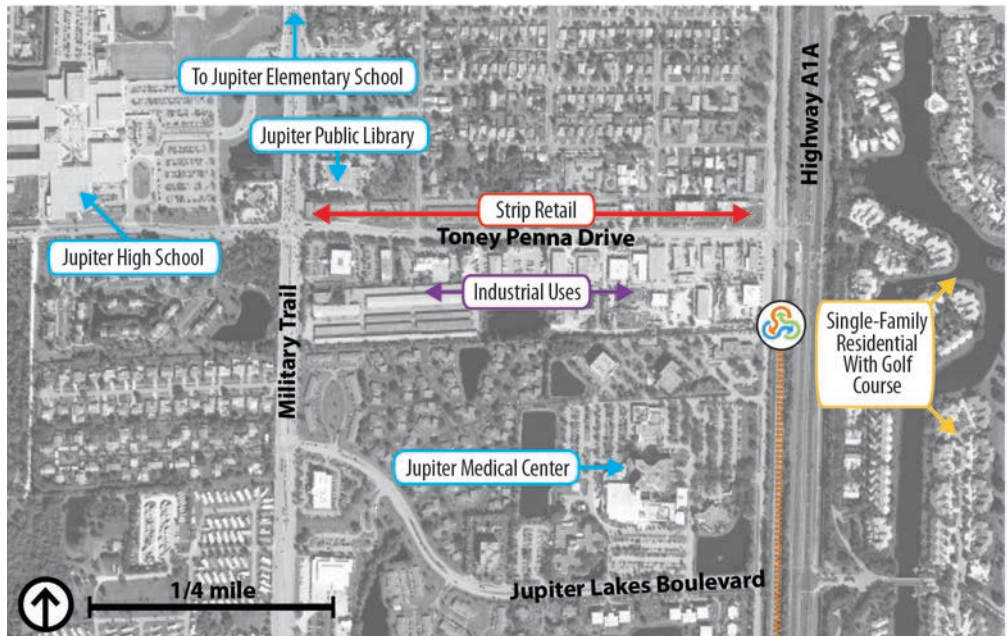 To Jupiter Elementary School
Jupiter Public Library
Highway A1A
Strip Retail
Toney Penna Drive
Jupiter High School
Industrial Uses
Military Trail
Single-Family
Residential
With Golf
Course
Jupiter Medical Center
1/4 mile
Jupiter Lakes Boulevard